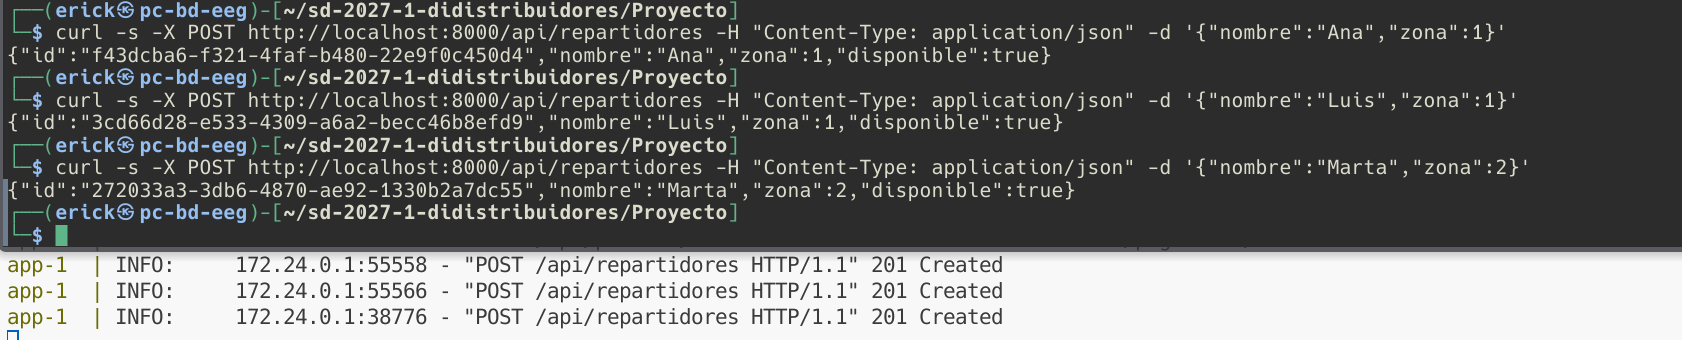 ┌──(erick㉿pc-bd-eeg)-[~/sd-2027-1-didistribuidores/Proyecto]
└─$ curl -s -X POST http://localhost:8000/api/repartidores -H "Content-Type: application/json" -d '{"nombre":"Ana","zona":1}'
{"id":"f43dcba6-f321-4faf-b480-22e9f0c450d4","nombre":"Ana","zona":1,"disponible":true}
┌──(erick㉿pc-bd-eeg)-[~/sd-2027-1-didistribuidores/Proyecto]
└─$ curl -s -X POST http://localhost:8000/api/repartidores -H "Content-Type: application/json" -d '{"nombre":"Luis","zona":1}'
{"id":"3cd66d28-e533-4309-a6a2-becc46b8efd9","nombre":"Luis","zona":1,"disponible":true}
┌──(erick㉿pc-bd-eeg)-[~/sd-2027-1-didistribuidores/Proyecto]
└─$ curl -s -X POST http://localhost:8000/api/repartidores -H "Content-Type: application/json" -d '{"nombre":"Marta","zona":2}'
{"id":"272033a3-3db6-4870-ae92-1330b2a7dc55","nombre":"Marta","zona":2,"disponible":true}
┌──(erick㉿pc-bd-eeg)-[~/sd-2027-1-didistribuidores/Proyecto]
└─$
app-1  | INFO:     172.24.0.1:55558 - "POST /api/repartidores HTTP/1.1" 201 Created
app-1  | INFO:     172.24.0.1:55566 - "POST /api/repartidores HTTP/1.1" 201 Created
app-1  | INFO:     172.24.0.1:38776 - "POST /api/repartidores HTTP/1.1" 201 Created